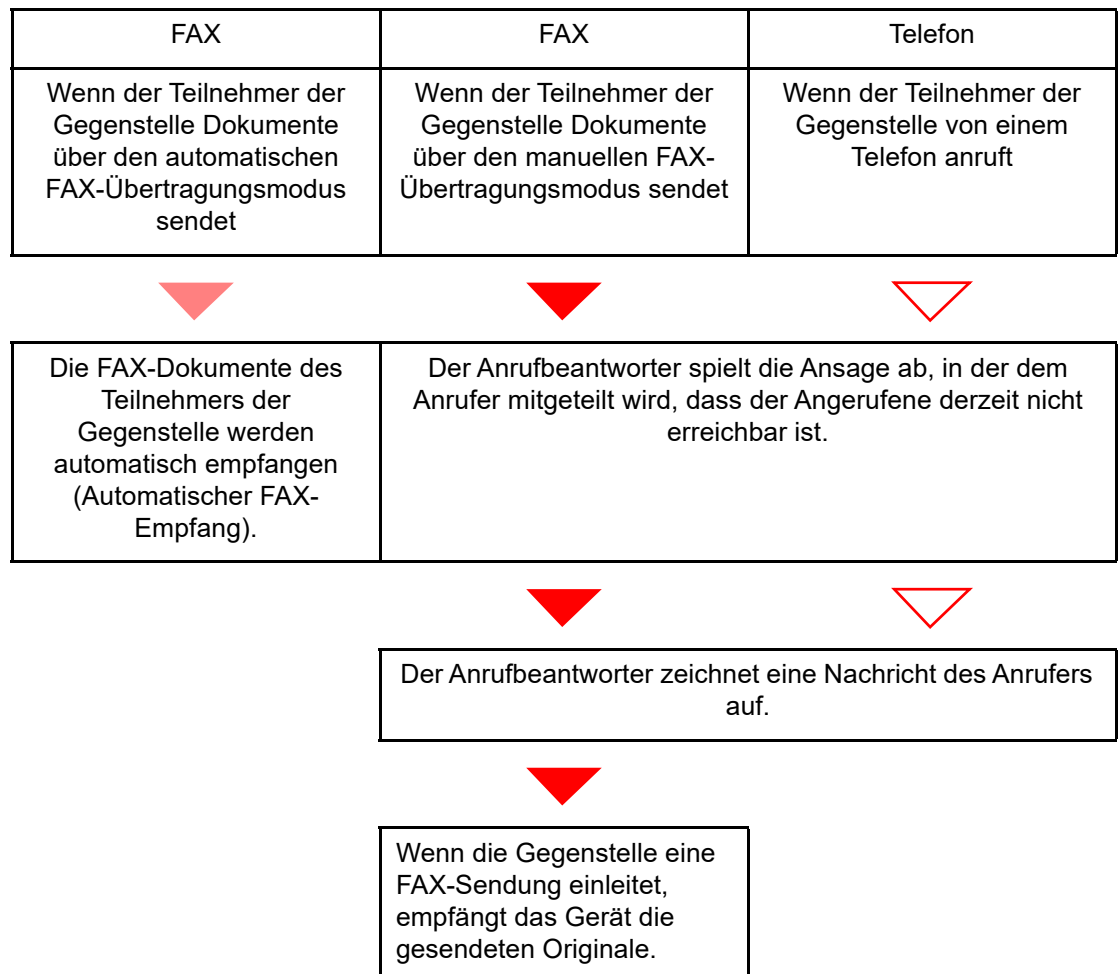 FAX
FAX
Telefon
Wenn der Teilnehmer der
Gegenstelle Dokumente
über den automatischen
FAX-Übertragungsmodus
sendet
Wenn der Teilnehmer der
Gegenstelle Dokumente
über den manuellen FAX-
Übertragungsmodus sendet
Wenn der Teilnehmer der
Gegenstelle von einem
Telefon anruft
Die FAX-Dokumente des
Teilnehmers der
Gegenstelle werden
automatisch empfangen
(Automatischer FAX-
Empfang).
Der Anrufbeantworter spielt die Ansage ab, in der dem
Anrufer mitgeteilt wird, dass der Angerufene derzeit nicht
erreichbar ist.
Der Anrufbeantworter zeichnet eine Nachricht des Anrufers
auf.
Wenn die Gegenstelle eine
FAX-Sendung einleitet,
empfängt das Gerät die
gesendeten Originale.